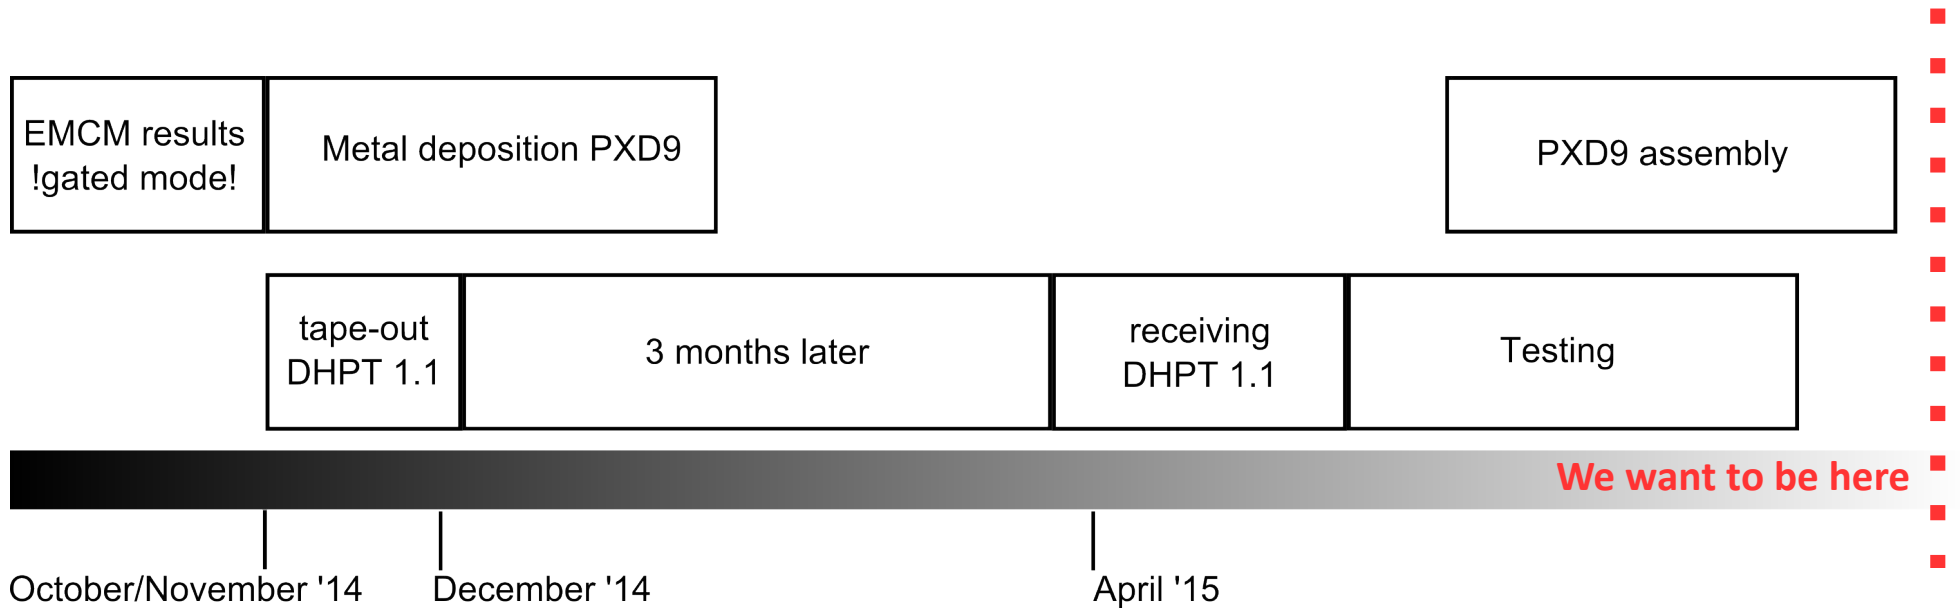 EMCM results
!gated mode!
Metal deposition PXD9
PXD9 assembly
tape-out
DHPT 1.1
3 months later
receiving
DHPT 1.1
Testing
We want to be here
October/November '14
December '14
April '15